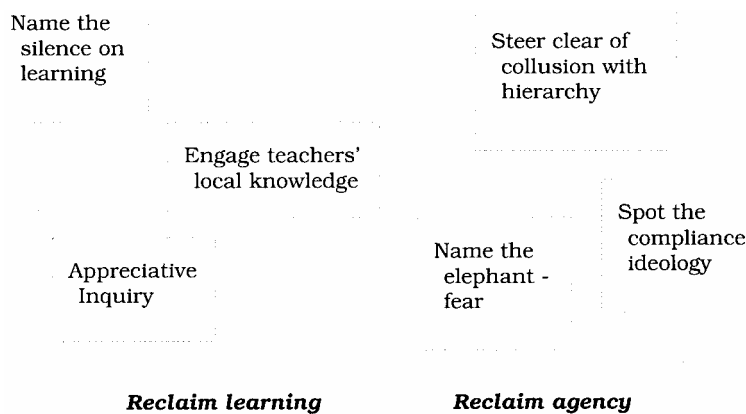 Name the
silence on
learning
Steer clear of
collusion with
hierarchy
Engage teachers'
local knowledge
Spot the
compliance
ideology
Appreciative
Inquiry
Name the
elephant -
fear
Reclaim learning
Reclaim agency